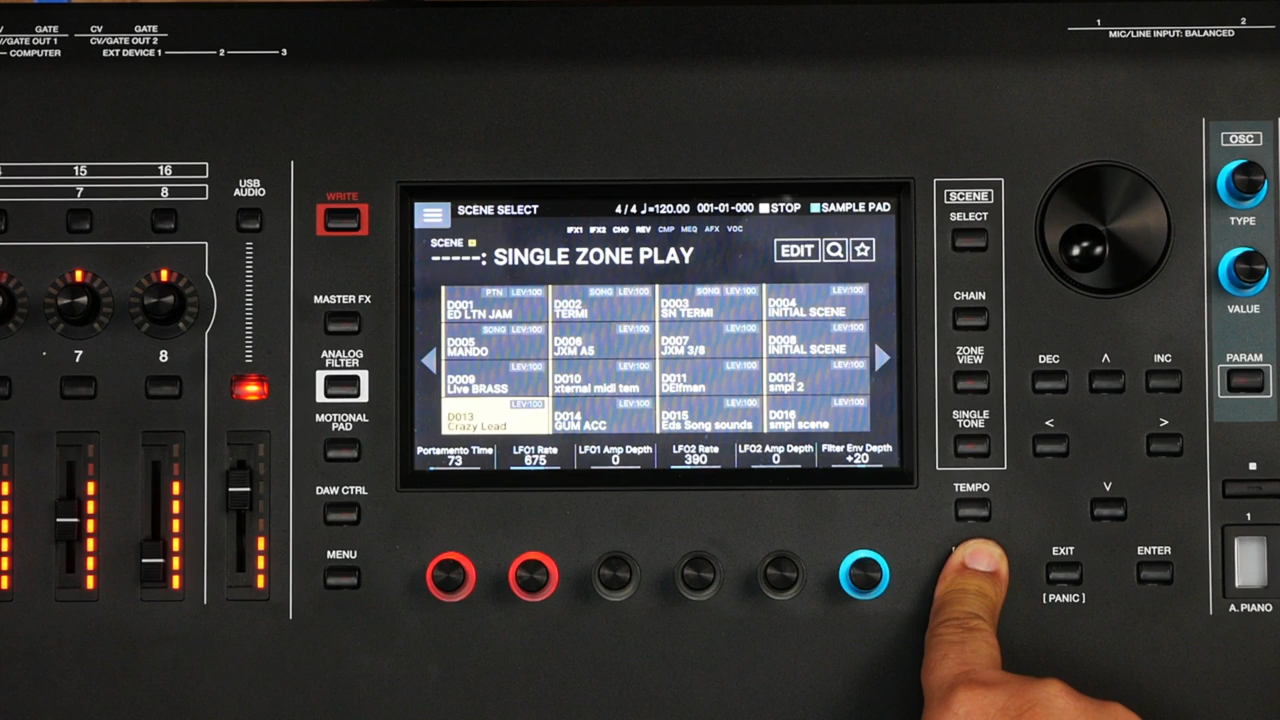 GATE CV GATE
/GATE OUT 1 CV/GATE OUT 2
COMPUTER EXT DEVICE 1 2 3
1 2
MIC/LINE INPUT: BALANCED
15 16
7 8
USB
AUDIO
7 8
WRITE
MASTER FX
ANALOG
FILTER
MOTIONAL
PAD
DAW CTRL
MENU
SCENE SELECT 4/4 ♩=120.00 001-01-000 STOP SAMPLE PAD
IFX1 IFX2 CHO REV CMP MEQ AFX VOC
SCENE
-----: SINGLE ZONE PLAY EDIT
PTN LEV:100 SONG LEV:100 SONG LEV:100 LEV:100
D001 D002 D003 D004
ED LTN JAM TERMI SN TERMI INITIAL SCENE
SONG LEV:100 LEV:100 LEV:100 LEV:100
D005 D006 D007 D008
MANDO JXM A5 JXM 3/8 INITIAL SCENE
LEV:100 LEV:100 LEV:100 LEV:100
D009 D010 D011 D012
Live BRASS xternal midi tem DElfman smpl 2
LEV:100 LEV:100 LEV:100 LEV:100
D013 D014 D015 D016
Crazy Lead GUM ACC Eds Song sounds smpl scene
Portamento Time LFO1 Rate LFO1 Amp Depth LFO2 Rate LFO2 Amp Depth Filter Env Depth
73 675 0 390 0 +20
SCENE
SELECT
CHAIN
ZONE
VIEW
SINGLE
TONE
TEMPO
DEC INC
EXIT ENTER
[PANIC]
OSC
TYPE
VALUE
PARAM
1
A. PIANO